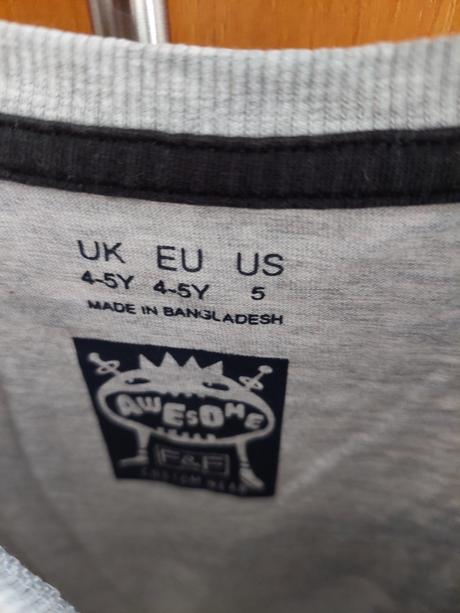 UK EU US
4-5Y 4-5Y 5
MADE IN BANGLADESH
AWESOME
F&F